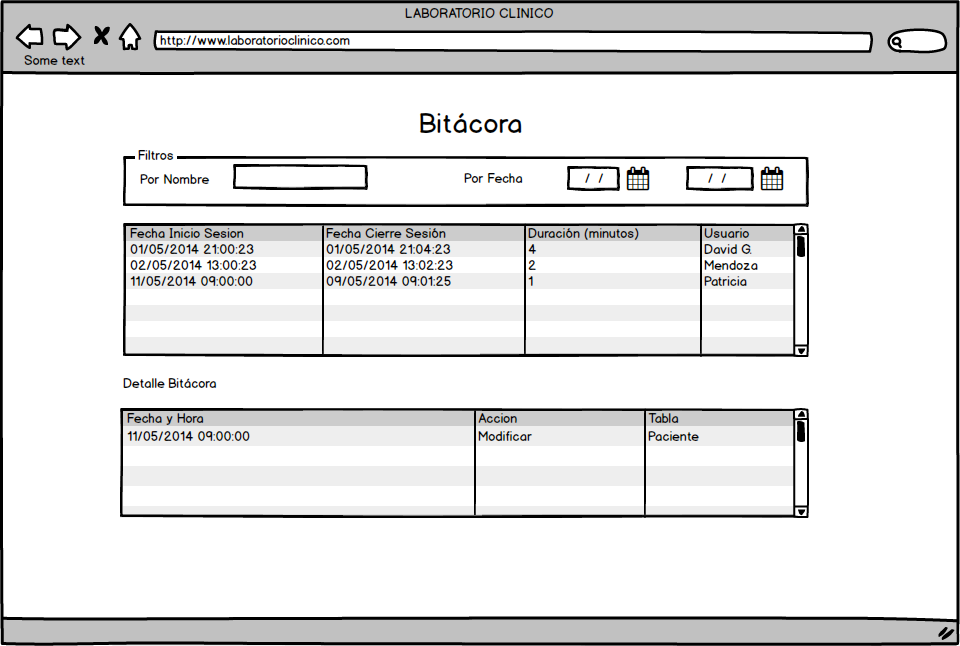 LABORATORIO CLINICO
http://www.laboratorioclinico.com
Some text
Bitácora
Filtros
Por Nombre Por Fecha / / / /
Fecha Inicio Sesion Fecha Cierre Sesión Duración (minutos) Usuario
01/05/2014 21:00:23 01/05/2014 21:04:23 4 David G.
02/05/2014 13:00:23 02/05/2014 13:02:23 2 Mendoza
11/05/2014 09:00:00 09/05/2014 09:01:25 1 Patricia
Detalle Bitácora
Fecha y Hora Accion Tabla
11/05/2014 09:00:00 Modificar Paciente